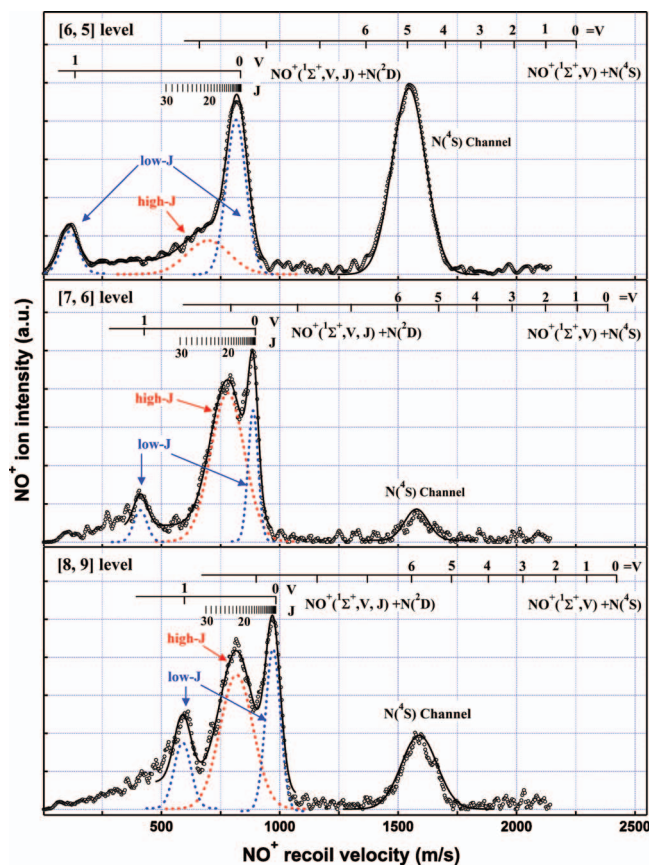 [6, 5] level
6 5 4 3 2 1 0 =V
1 0 V
NO⁺(¹Σ⁺,V, J) +N(²D)
NO⁺(¹Σ⁺,V) +N(⁴S)
30 20 J
N(⁴S) Channel
low-J
high-J
[7, 6] level
6 5 4 3 2 1 0 =V
1 0 V
NO⁺(¹Σ⁺,V, J) +N(²D)
NO⁺(¹Σ⁺,V) +N(⁴S)
30 20 J
high-J
low-J
N(⁴S) Channel
[8, 9] level
6 5 4 3 2 1 0 =V
1 0 V
NO⁺(¹Σ⁺,V, J) +N(²D)
NO⁺(¹Σ⁺,V) +N(⁴S)
30 20 J
high-J
low-J
N(⁴S) Channel
NO⁺ ion intensity (a.u.)
500 750 1000 1500 2000 2500
NO⁺ recoil velocity (m/s)